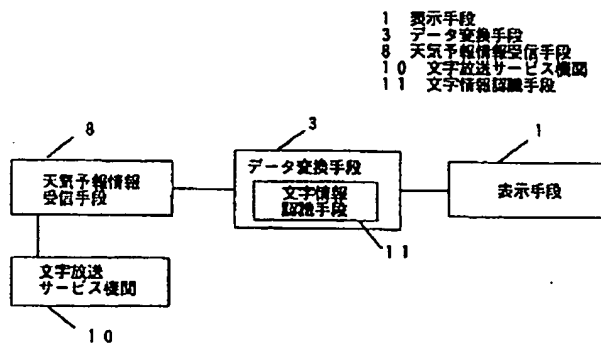 1 表示手段
3 データ変換手段
8 天気予報情報受信手段
10 文字放送サービス機関
11 文字情報認識手段
8
3
1
天気予報情報
受信手段
データ変換手段
文字情報
認識手段
表示手段
11
文字放送
サービス機関
10